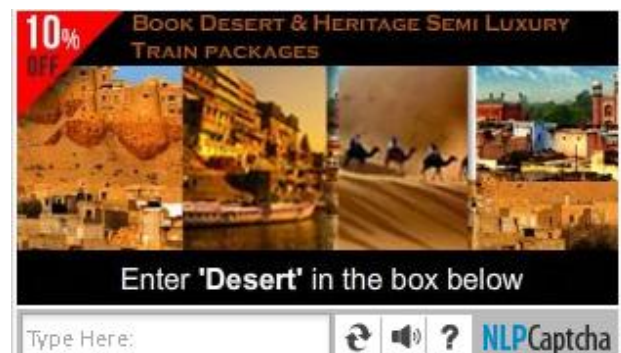 10%
OFF
BOOK DESERT & HERITAGE SEMI LUXURY
TRAIN PACKAGES
Enter 'Desert' in the box below
Type Here:
? NLPCaptcha